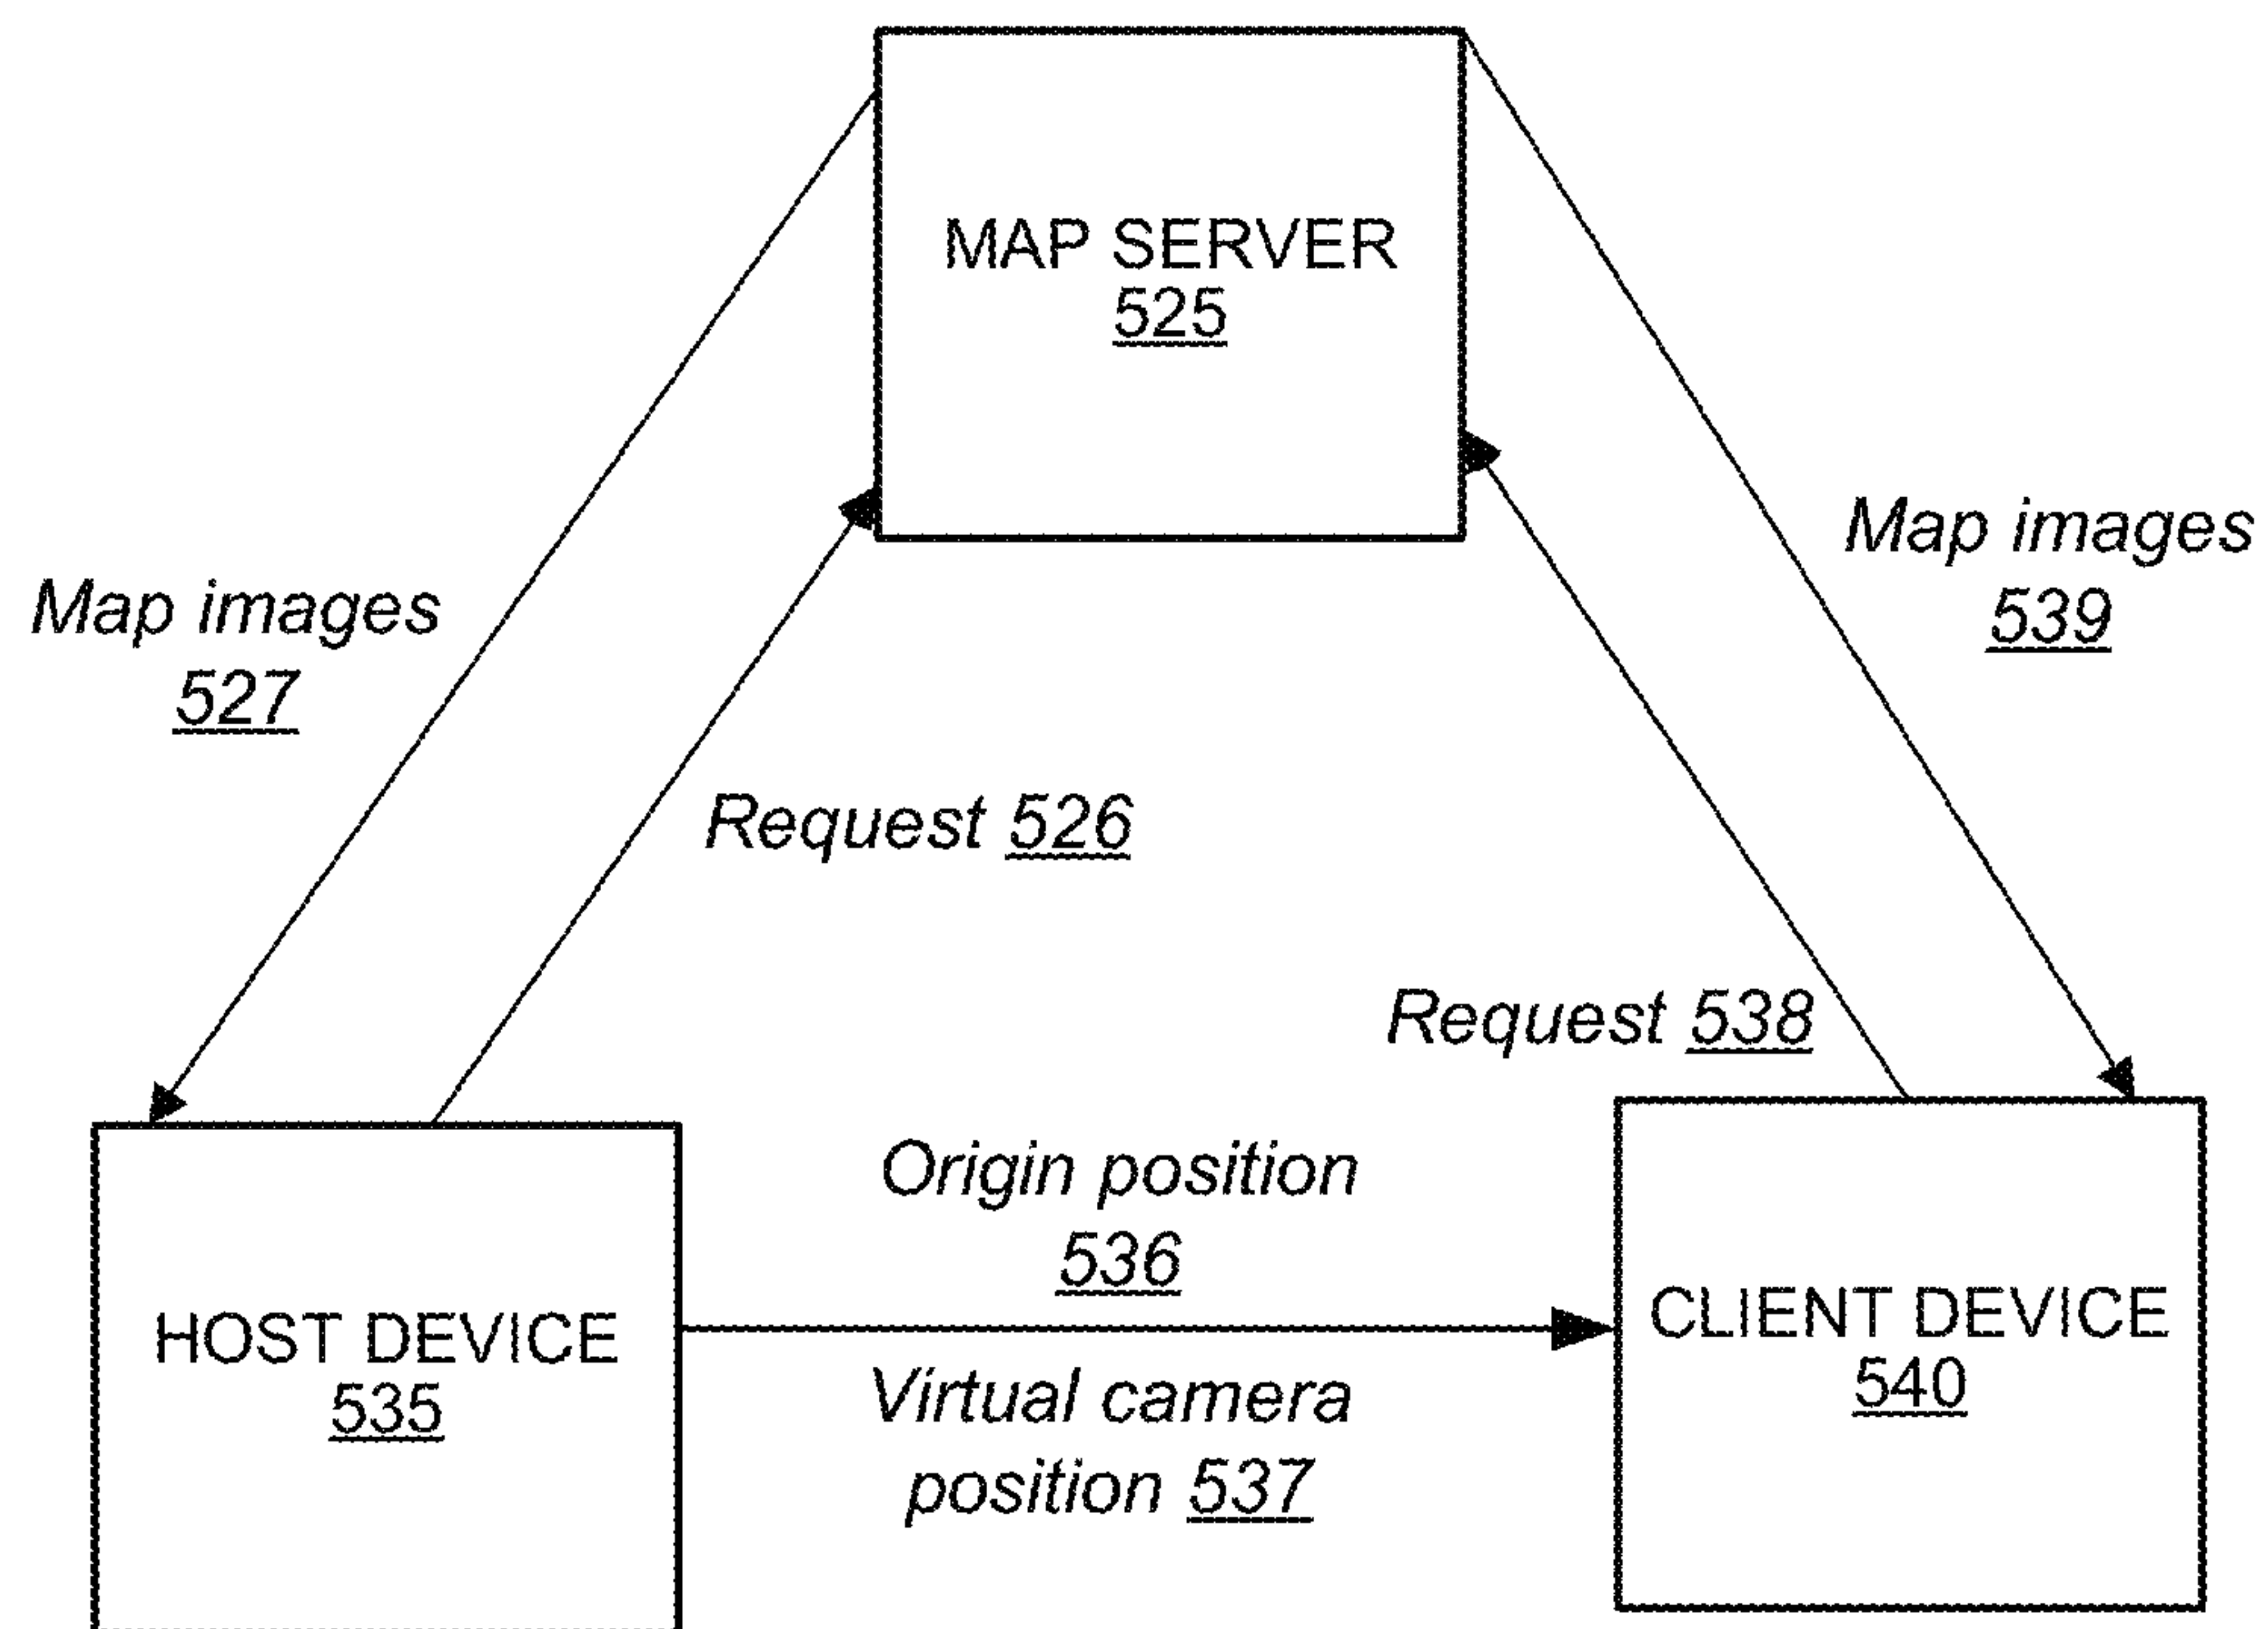 MAP SERVER
525
Map images
527
Map images
539
Request 526
Request 538
Origin position
536
Virtual camera
position 537
HOST DEVICE
535
CLIENT DEVICE
540